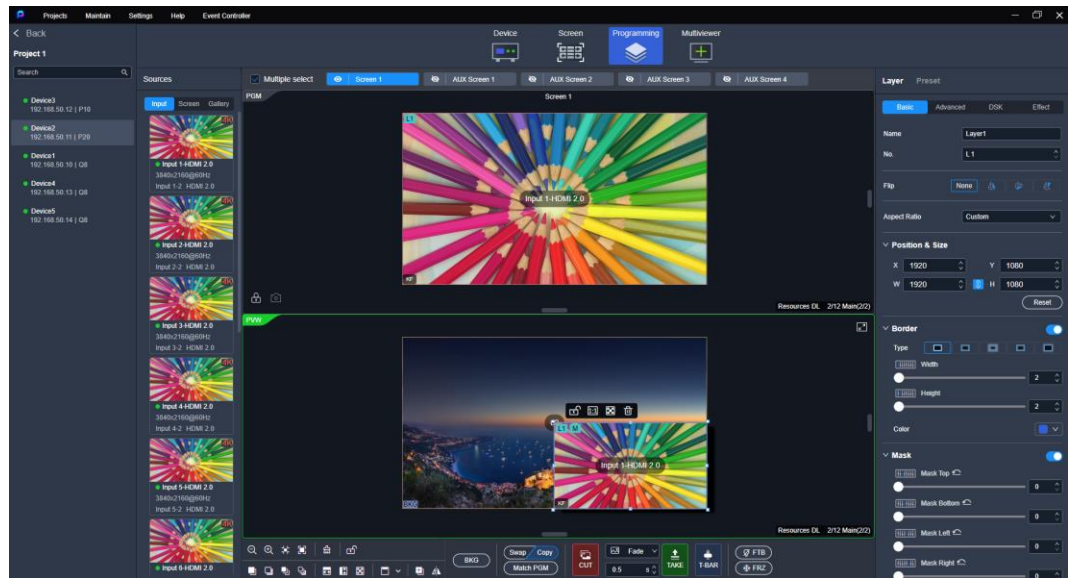 Projects Maintain Settings Help Event Controller
Back
Device Screen Programming Multiviewer
Project 1
Search
Device3
192.168.50.12 | P10
Device2
192.168.50.11 | P20
Device1
192.168.50.10 | Q8
Device4
192.168.50.13 | Q8
Device5
192.168.50.14 | Q8
Sources
Input Screen Gallery
4K
Input 1-HDMI 2.0
3840x2160@60Hz
Input 1-2 HDMI 2.0
4K
Input 2-HDMI 2.0
3840x2160@60Hz
Input 2-2 HDMI 2.0
4K
Input 3-HDMI 2.0
3840x2160@60Hz
Input 3-2 HDMI 2.0
4K
Input 4-HDMI 2.0
3840x2160@60Hz
Input 4-2 HDMI 2.0
4K
Input 5-HDMI 2.0
3840x2160@60Hz
Input 5-2 HDMI 2.0
4K
Input 6-HDMI 2.0
Multiple select Screen 1 AUX Screen 1 AUX Screen 2 AUX Screen 3 AUX Screen 4
PGM
Screen 1
L1
Input 1-HDMI 2.0
KF
Resources DL 2/12 Main(2/2)
PVW
L1 M
Input 1-HDMI 2.0
KF
Resources DL 2/12 Main(2/2)
BKG
Swap Copy
Match PGM
CUT
Fade
0.5 s
TAKE
T-BAR
FTB
FRZ
Layer Preset
Basic Advanced DSK Effect
Name Layer1
No. L1
Flip None
Aspect Ratio Custom
Position & Size
X 1920 Y 1080
W 1920 H 1080
Reset
Border
Type
Width
2
Height
2
Color
Mask
Mask Top
0
Mask Bottom
0
Mask Left
0
Mask Right
0